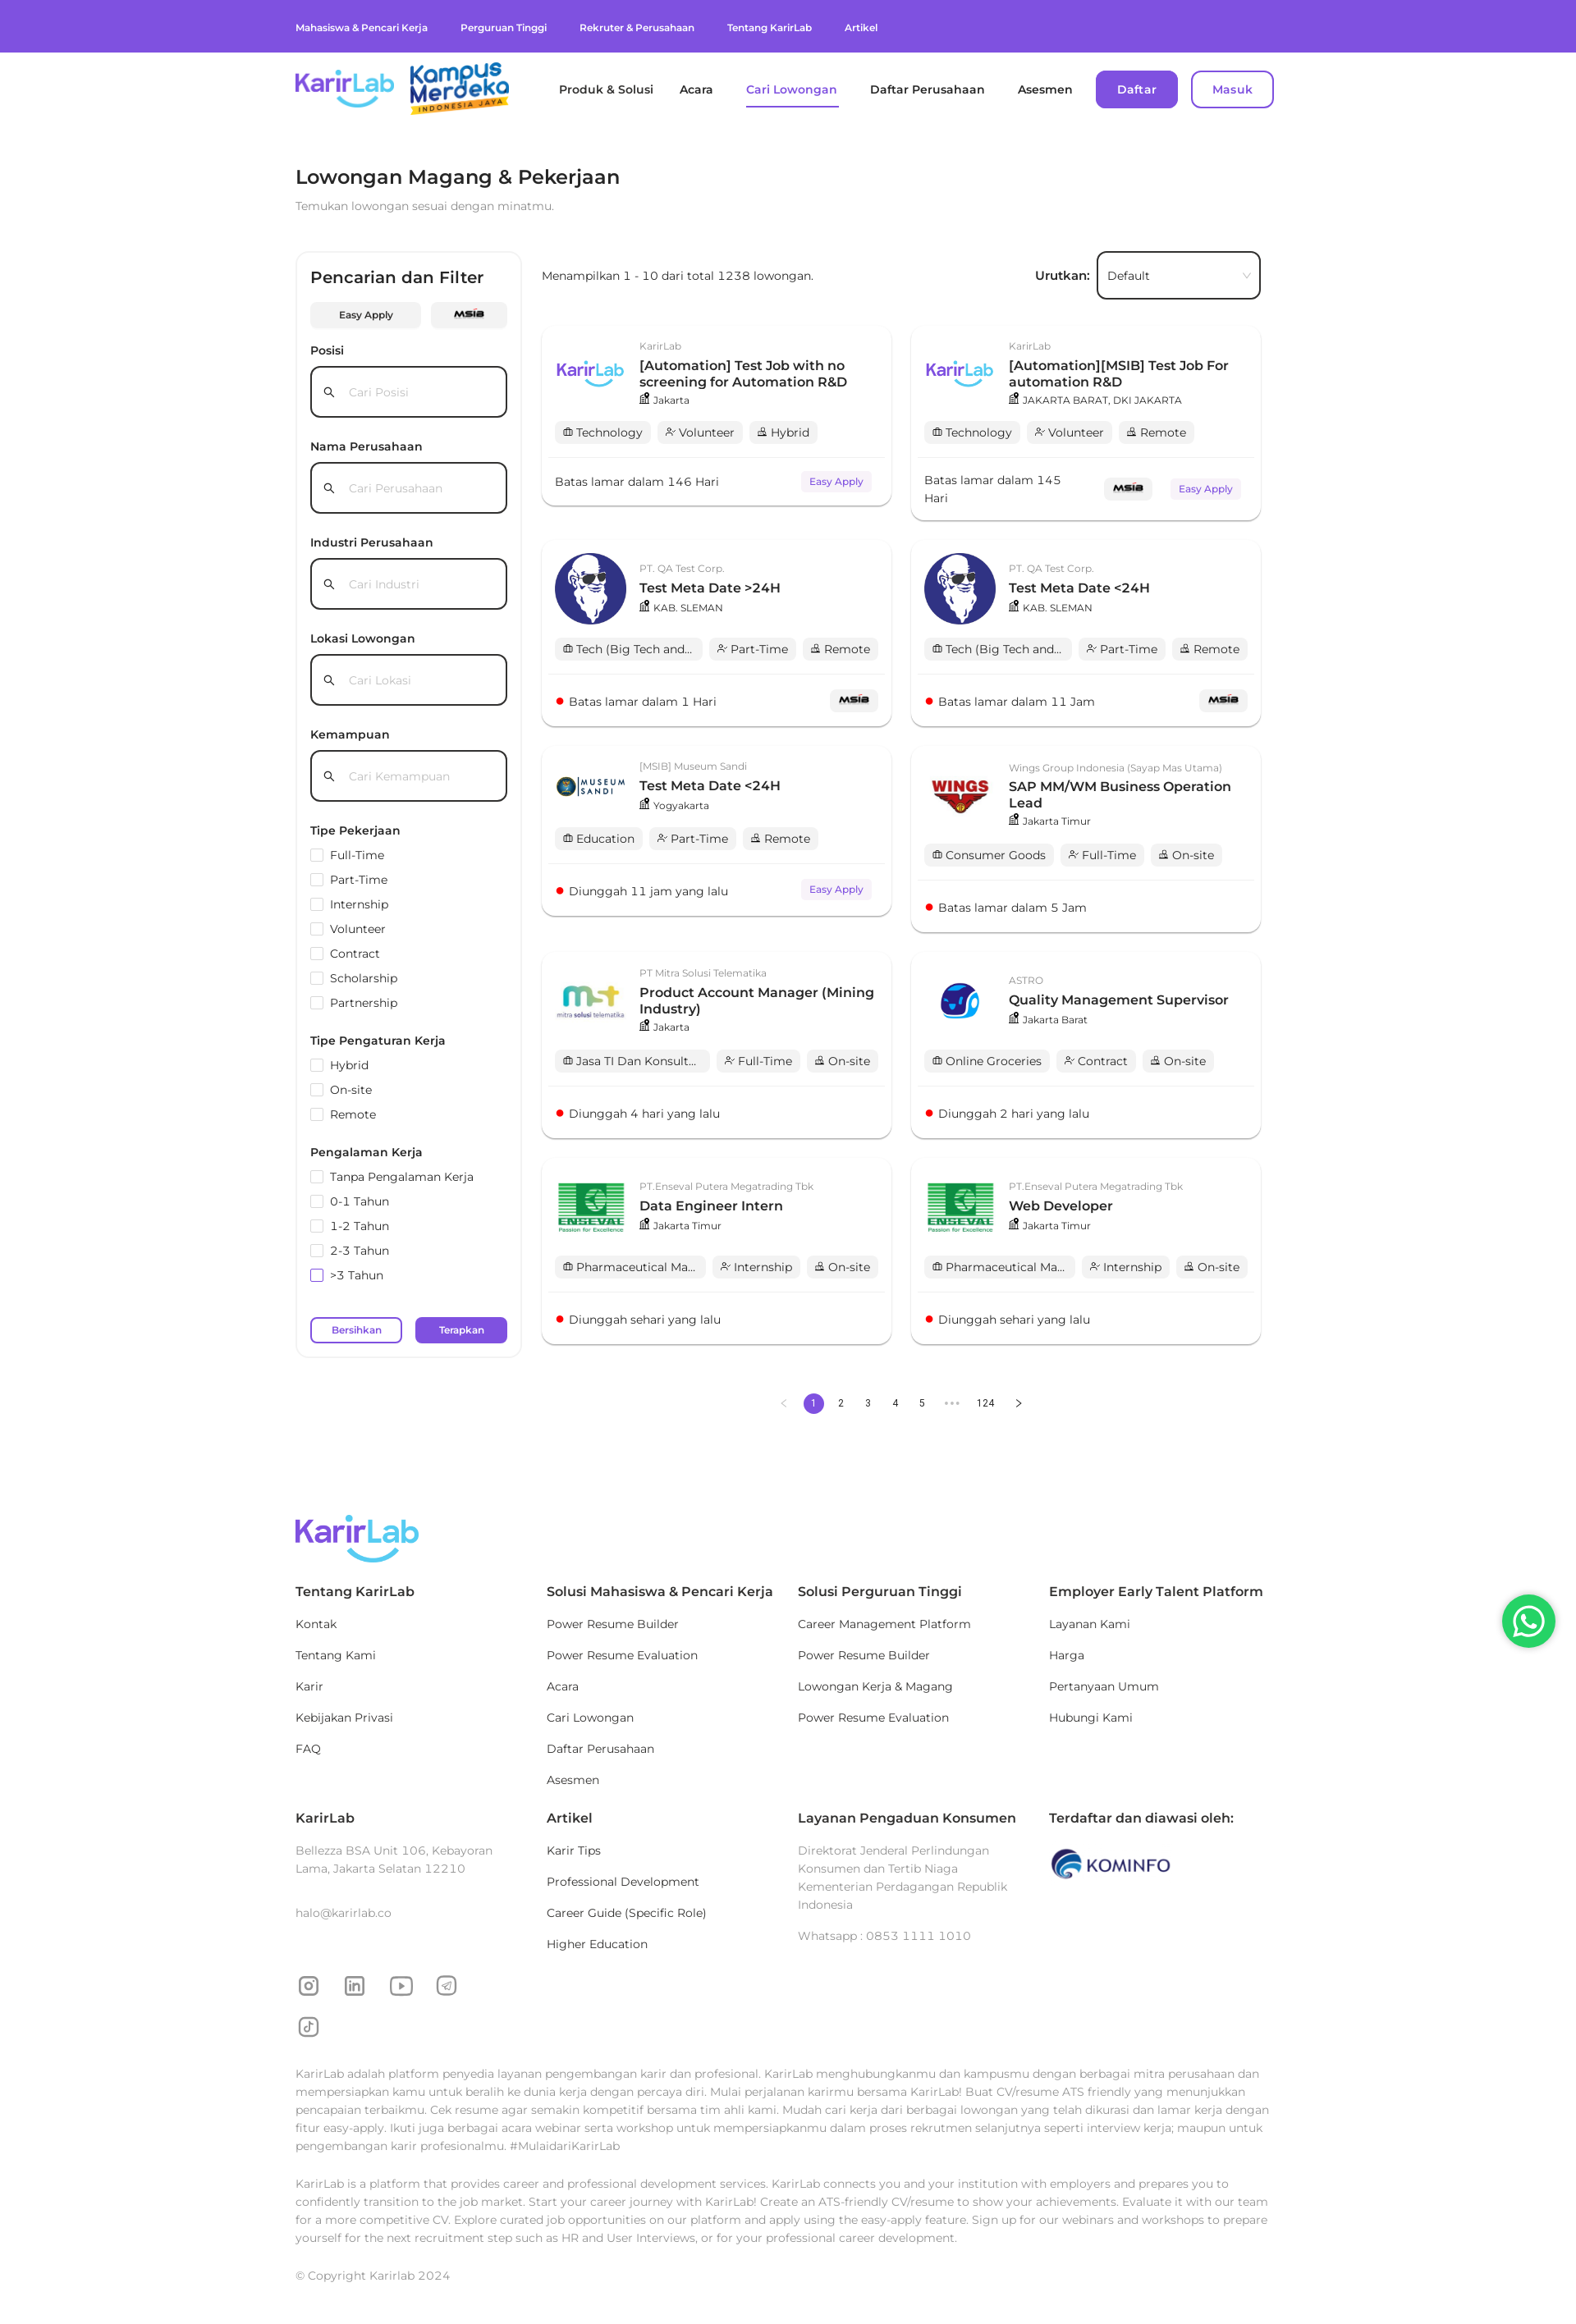 Mahasiswa & Pencari Kerja Perguruan Tinggi Rekruter & Perusahaan Tentang KarirLab Artikel
KarirLab
Kampus
Merdeka
INDONESIA JAYA
Produk & Solusi Acara Cari Lowongan Daftar Perusahaan Asesmen Daftar Masuk
Lowongan Magang & Pekerjaan
Temukan lowongan sesuai dengan minatmu.
Pencarian dan Filter
Easy Apply MSIB
Posisi
Cari Posisi
Nama Perusahaan
Cari Perusahaan
Industri Perusahaan
Cari Industri
Lokasi Lowongan
Cari Lokasi
Kemampuan
Cari Kemampuan
Tipe Pekerjaan
Full-Time
Part-Time
Internship
Volunteer
Contract
Scholarship
Partnership
Tipe Pengaturan Kerja
Hybrid
On-site
Remote
Pengalaman Kerja
Tanpa Pengalaman Kerja
0-1 Tahun
1-2 Tahun
2-3 Tahun
>3 Tahun
Bersihkan Terapkan
Menampilkan 1 - 10 dari total 1238 lowongan.
Urutkan: Default
KarirLab
KarirLab
[Automation] Test Job with no
screening for Automation R&D
Jakarta
Technology Volunteer Hybrid
Batas lamar dalam 146 Hari Easy Apply
KarirLab
KarirLab
[Automation][MSIB] Test Job For
automation R&D
JAKARTA BARAT, DKI JAKARTA
Technology Volunteer Remote
Batas lamar dalam 145
Hari
MSIB Easy Apply
PT. QA Test Corp.
Test Meta Date >24H
KAB. SLEMAN
Tech (Big Tech and... Part-Time Remote
Batas lamar dalam 1 Hari MSIB
PT. QA Test Corp.
Test Meta Date <24H
KAB. SLEMAN
Tech (Big Tech and... Part-Time Remote
Batas lamar dalam 11 Jam MSIB
MUSEUM
SANDI
[MSIB] Museum Sandi
Test Meta Date <24H
Yogyakarta
Education Part-Time Remote
Diunggah 11 jam yang lalu Easy Apply
WINGS
Wings Group Indonesia (Sayap Mas Utama)
SAP MM/WM Business Operation
Lead
Jakarta Timur
Consumer Goods Full-Time On-site
Batas lamar dalam 5 Jam
mst
mitra solusi telematika
PT Mitra Solusi Telematika
Product Account Manager (Mining
Industry)
Jakarta
Jasa TI Dan Konsult... Full-Time On-site
Diunggah 4 hari yang lalu
ASTRO
Quality Management Supervisor
Jakarta Barat
Online Groceries Contract On-site
Diunggah 2 hari yang lalu
ENSEVAL
Passion for Excellence
PT.Enseval Putera Megatrading Tbk
Data Engineer Intern
Jakarta Timur
Pharmaceutical Ma... Internship On-site
Diunggah sehari yang lalu
ENSEVAL
Passion for Excellence
PT.Enseval Putera Megatrading Tbk
Web Developer
Jakarta Timur
Pharmaceutical Ma... Internship On-site
Diunggah sehari yang lalu
1 2 3 4 5 ••• 124
KarirLab
Tentang KarirLab
Kontak
Tentang Kami
Karir
Kebijakan Privasi
FAQ
Solusi Mahasiswa & Pencari Kerja
Power Resume Builder
Power Resume Evaluation
Acara
Cari Lowongan
Daftar Perusahaan
Asesmen
Solusi Perguruan Tinggi
Career Management Platform
Power Resume Builder
Lowongan Kerja & Magang
Power Resume Evaluation
Employer Early Talent Platform
Layanan Kami
Harga
Pertanyaan Umum
Hubungi Kami
KarirLab
Bellezza BSA Unit 106, Kebayoran
Lama, Jakarta Selatan 12210
halo@karirlab.co
Artikel
Karir Tips
Professional Development
Career Guide (Specific Role)
Higher Education
Layanan Pengaduan Konsumen
Direktorat Jenderal Perlindungan
Konsumen dan Tertib Niaga
Kementerian Perdagangan Republik
Indonesia
Whatsapp : 0853 1111 1010
Terdaftar dan diawasi oleh:
KOMINFO
KarirLab adalah platform penyedia layanan pengembangan karir dan profesional. KarirLab menghubungkanmu dan kampusmu dengan berbagai mitra perusahaan dan
mempersiapkan kamu untuk beralih ke dunia kerja dengan percaya diri. Mulai perjalanan karirmu bersama KarirLab! Buat CV/resume ATS friendly yang menunjukkan
pencapaian terbaikmu. Cek resume agar semakin kompetitif bersama tim ahli kami. Mudah cari kerja dari berbagai lowongan yang telah dikurasi dan lamar kerja dengan
fitur easy-apply. Ikuti juga berbagai acara webinar serta workshop untuk mempersiapkanmu dalam proses rekrutmen selanjutnya seperti interview kerja; maupun untuk
pengembangan karir profesionalmu. #MulaidariKarirLab
KarirLab is a platform that provides career and professional development services. KarirLab connects you and your institution with employers and prepares you to
confidently transition to the job market. Start your career journey with KarirLab! Create an ATS-friendly CV/resume to show your achievements. Evaluate it with our team
for a more competitive CV. Explore curated job opportunities on our platform and apply using the easy-apply feature. Sign up for our webinars and workshops to prepare
yourself for the next recruitment step such as HR and User Interviews, or for your professional career development.
© Copyright Karirlab 2024